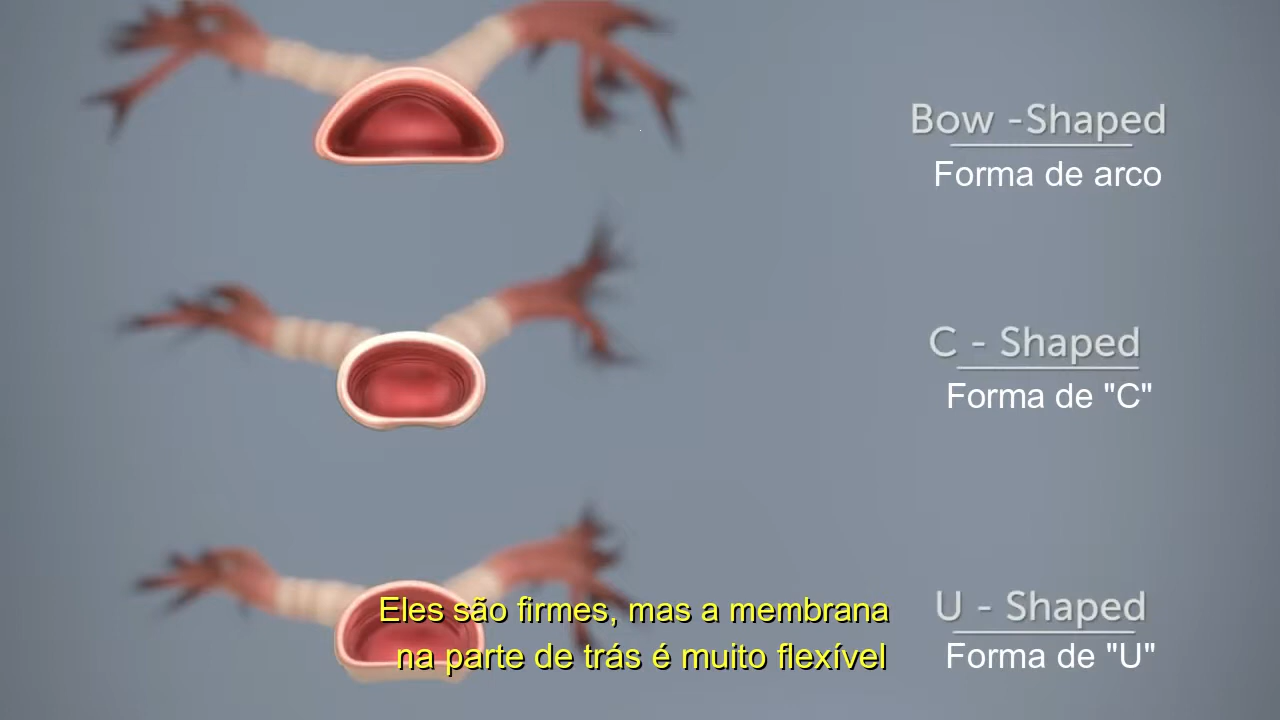 Bow -Shaped
Forma de arco
C - Shaped
Forma de "C"
U - Shaped
Forma de "U"
Eles são firmes, mas a membrana
na parte de trás é muito flexível